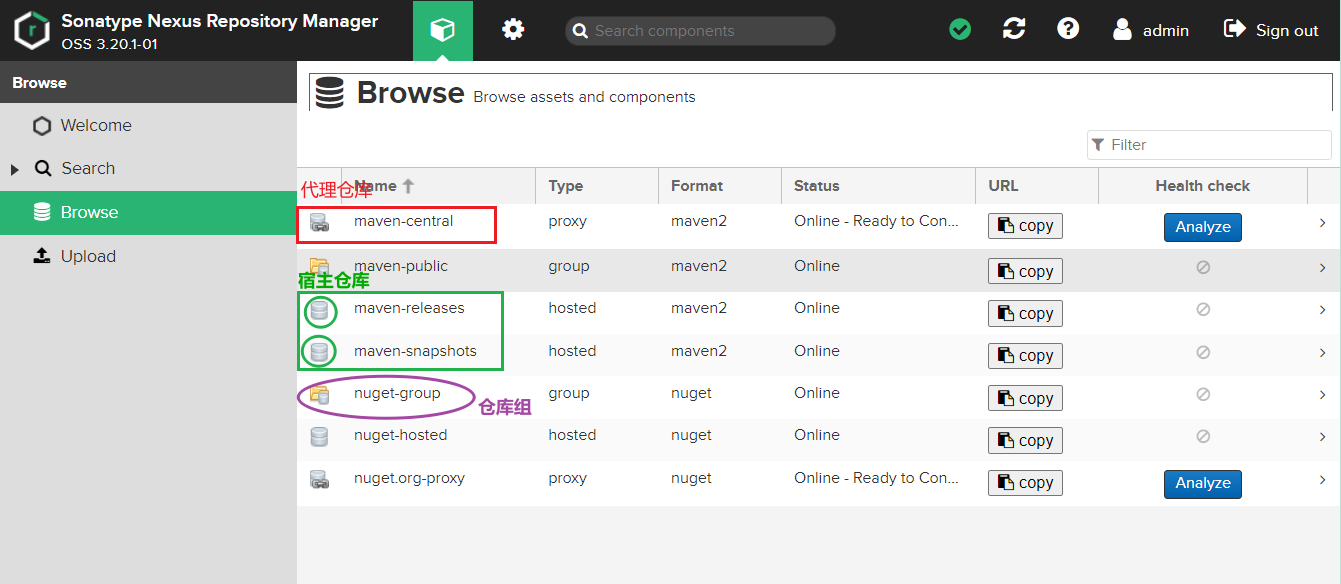 Sonatype Nexus Repository Manager
OSS 3.20.1-01
Search components
admin
Sign out
Browse
Welcome
Search
Browse
Upload
Browse Browse assets and components
Filter
Name Type Format Status URL Health check
代理仓库
maven-central proxy maven2 Online - Ready to Con... copy Analyze
maven-public group maven2 Online copy
宿主仓库
maven-releases hosted maven2 Online copy
maven-snapshots hosted maven2 Online copy
nuget-group group nuget Online copy
仓库组
nuget-hosted hosted nuget Online copy
nuget.org-proxy proxy nuget Online - Ready to Con... copy Analyze